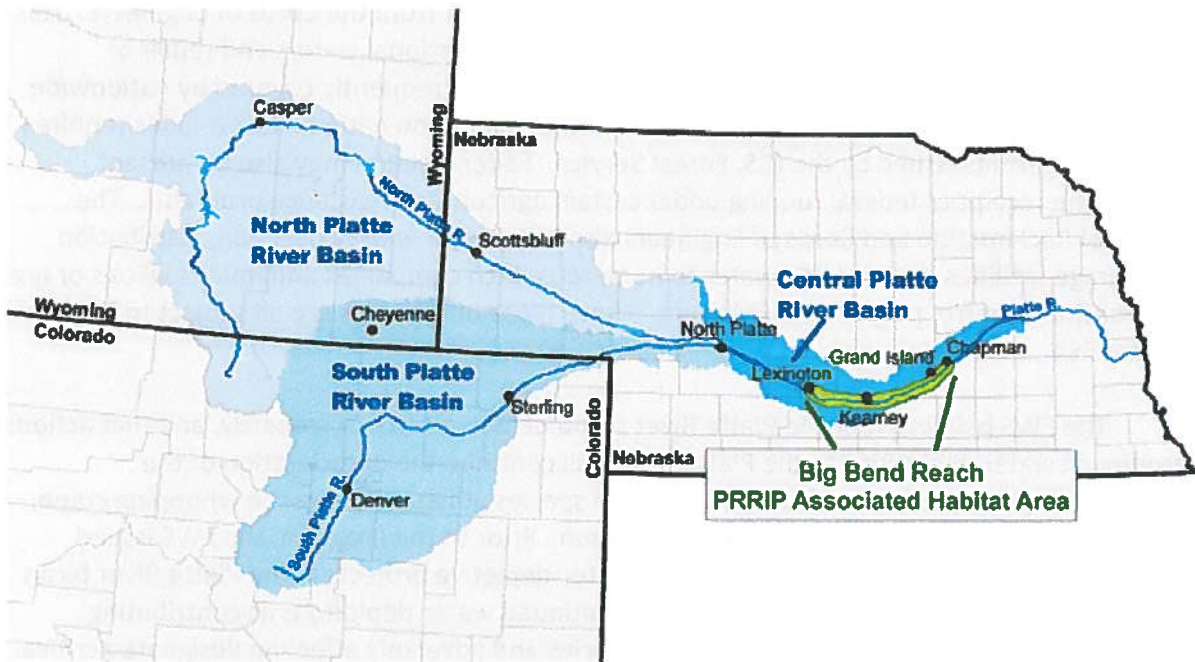 Casper
Wyoming
Nebraska
North Platte R.
North Platte
River Basin
Scottsbluff
Wyoming
Colorado
Cheyenne
Central Platte
River Basin
Platte R.
North Platte
Grand Island
Chapman
Lexington
Kearney
South Platte
River Basin
Sterling
Colorado
Nebraska
South Platte R.
Denver
Big Bend Reach
PRRIP Associated Habitat Area